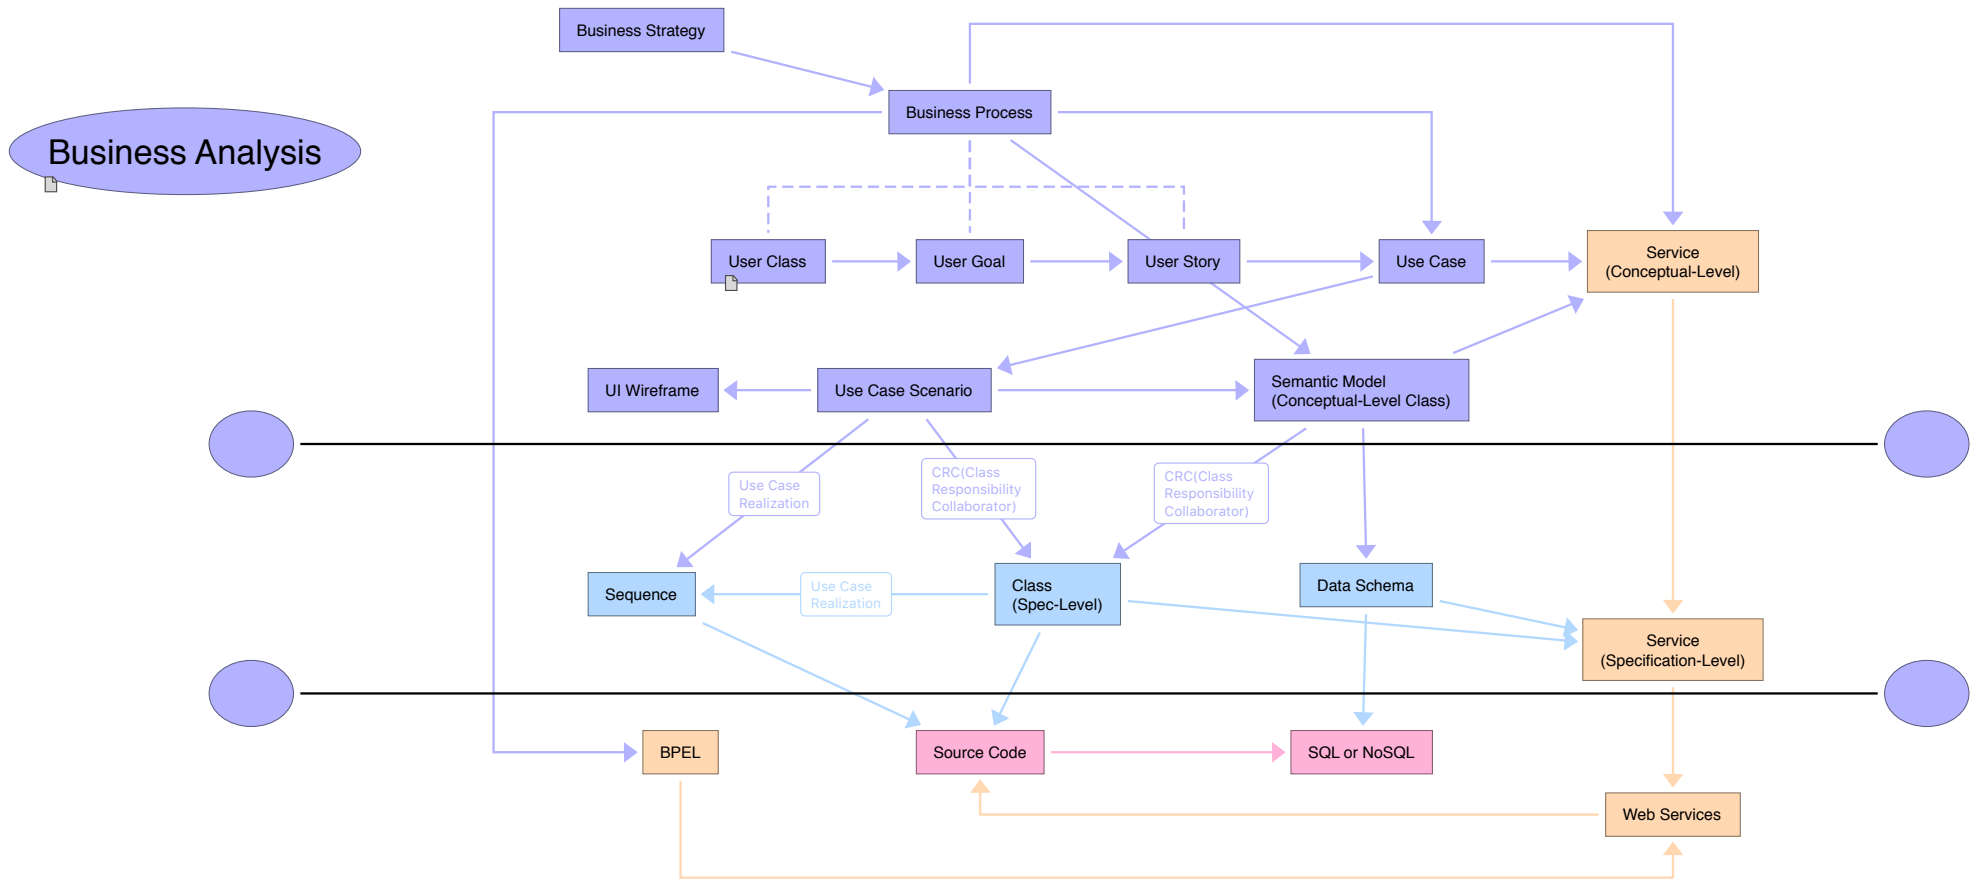 Business Strategy
Business Process
Business Analysis
User Class
User Goal
User Story
Use Case
Service
(Conceptual-Level)
UI Wireframe
Use Case Scenario
Semantic Model
(Conceptual-Level Class)
Use Case
Realization
CRC(Class
Responsibility
Collaborator)
CRC(Class
Responsibility
Collaborator)
Sequence
Use Case
Realization
Class
(Spec-Level)
Data Schema
Service
(Specification-Level)
BPEL
Source Code
SQL or NoSQL
Web Services